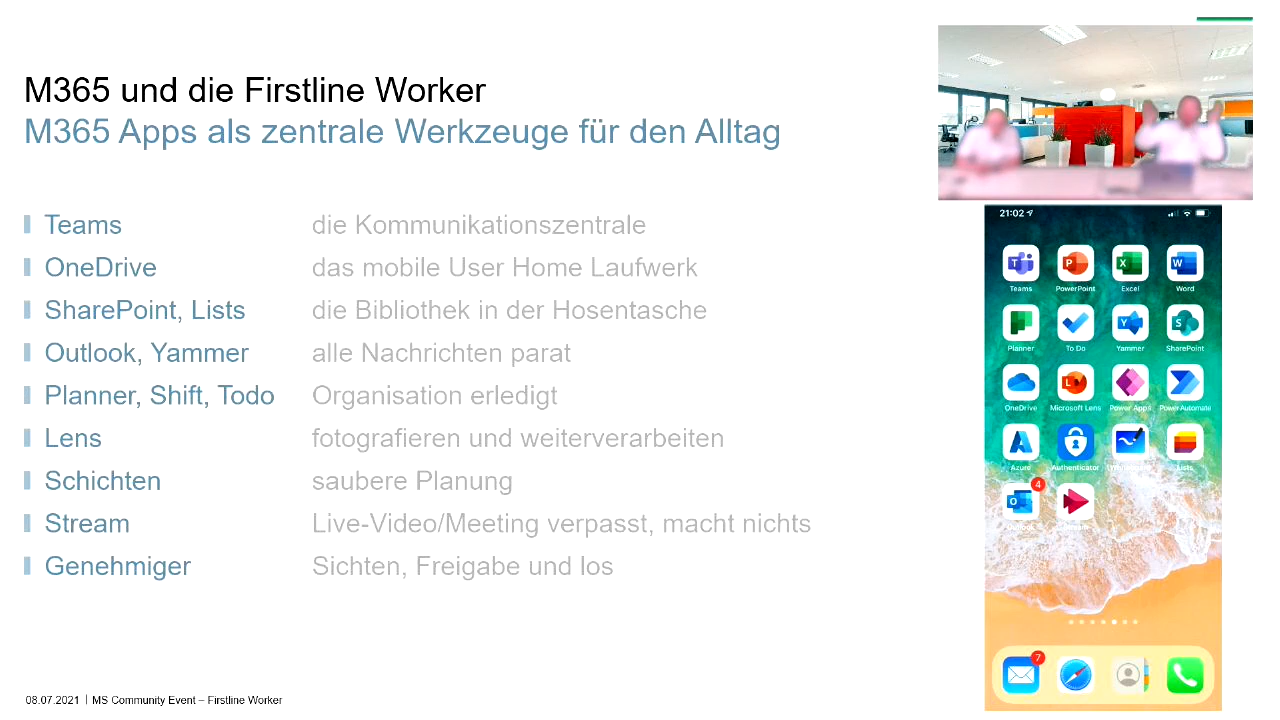 M365 und die Firstline Worker
M365 Apps als zentrale Werkzeuge für den Alltag
Teams die Kommunikationszentrale
OneDrive das mobile User Home Laufwerk
SharePoint, Lists die Bibliothek in der Hosentasche
Outlook, Yammer alle Nachrichten parat
Planner, Shift, Todo Organisation erledigt
Lens fotografieren und weiterverarbeiten
Schichten saubere Planung
Stream Live-Video/Meeting verpasst, macht nichts
Genehmiger Sichten, Freigabe und los
21:02
Teams PowerPoint Excel Word
Planner To Do Yammer SharePoint
OneDrive Microsoft Lens Power Apps Power Automate
Azure Authenticator Lists
4
Outlook
7
08.07.2021 | MS Community Event – Firstline Worker